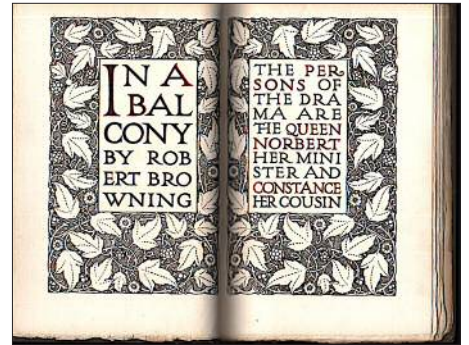 IN A
BAL
CONY
BY ROB
ERT BRO
WNING
THE PER
SONS OF
THE DRA
MA ARE
THE QUEEN
NORBERT
HER MINI
STER AND
CONSTANCE
HER COUSIN